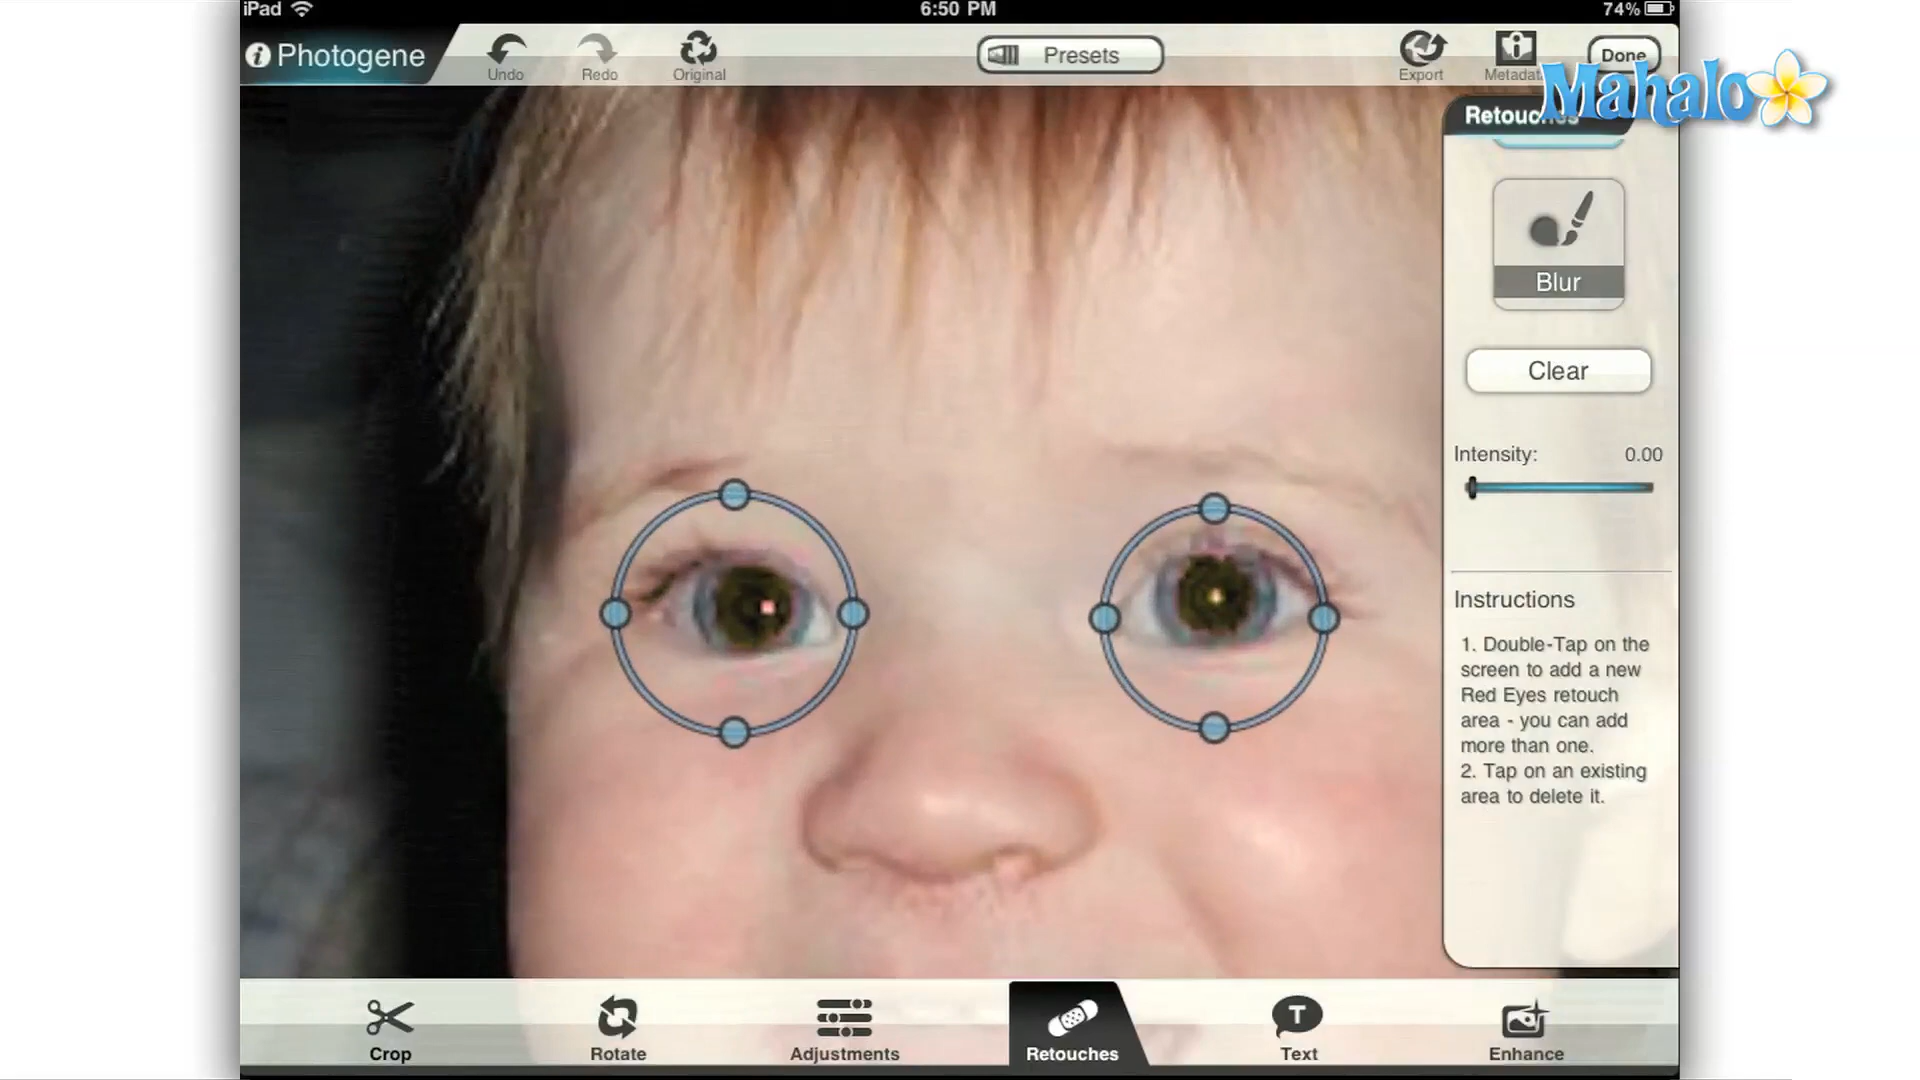 iPad
6:50 PM
74%
Photogene
Undo
Redo
Original
Presets
Export
Done
Mahalo
Blur
Clear
Intensity: 0.00
Instructions
1. Double-Tap on the
screen to add a new
Red Eyes retouch
area - you can add
more than one.
2. Tap on an existing
area to delete it.
Crop
Rotate
Adjustments
Retouches
Text
T
Enhance